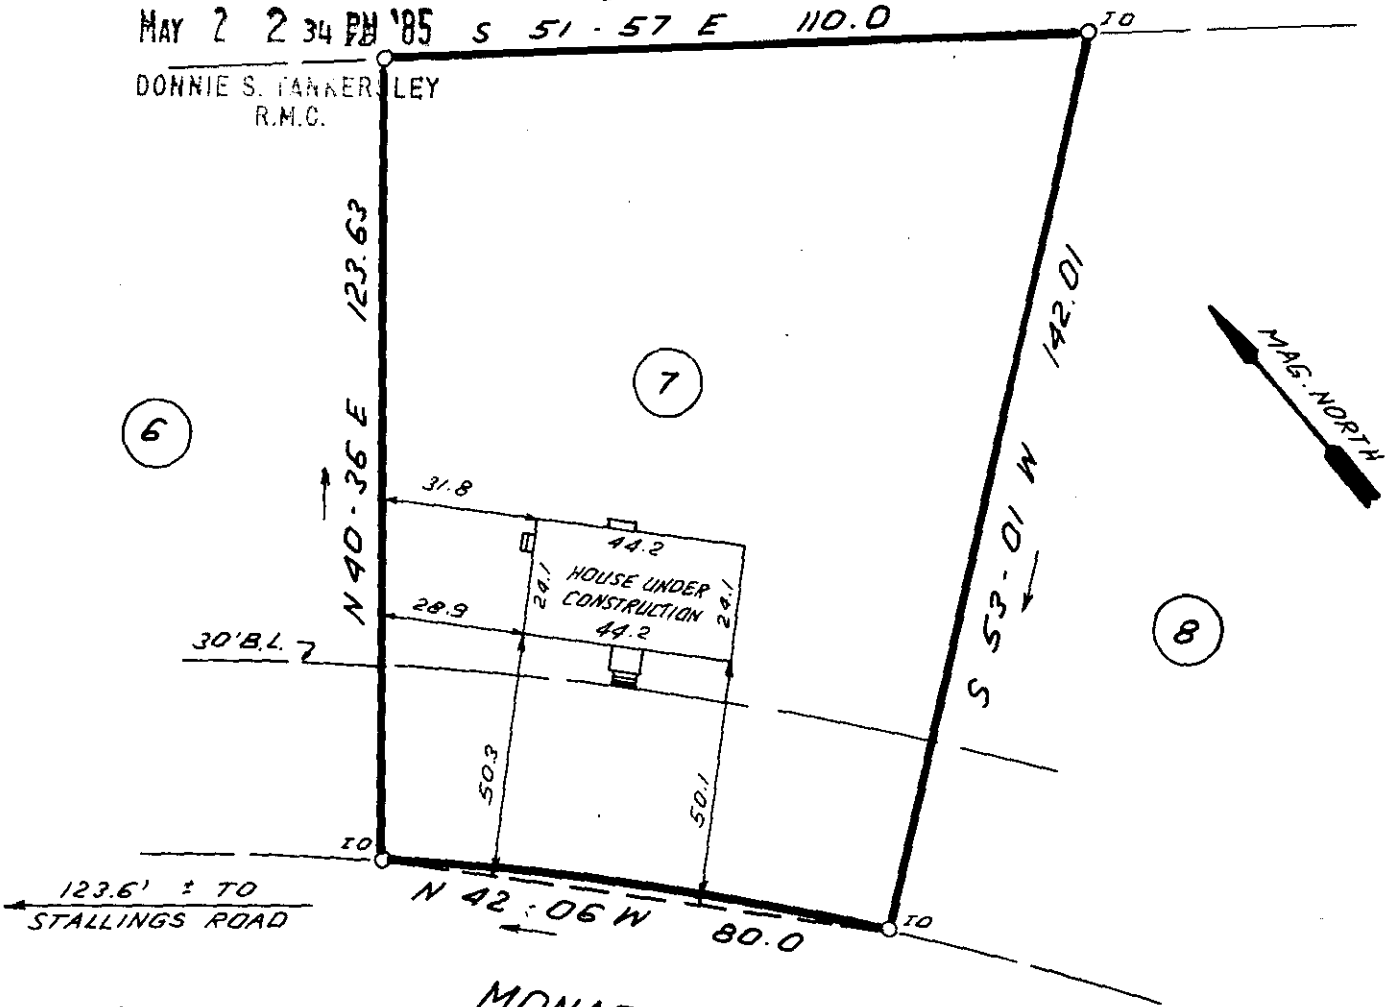 MAY 2 2 34 PM '85
S 51-57 E 110.0
IO
DONNIE S. TANKERSLEY
R.M.C.
N 40-36 E 123.63
142.01
MAG. NORTH
7
6
31.8
44.2
HOUSE UNDER
CONSTRUCTION
24.1
24.1
28.9
44.2
S 53-01 W
8
30' B.L.
50.3
50.1
IO
123.6' ± TO
STALLINGS ROAD
N 42-06 W 80.0
IO